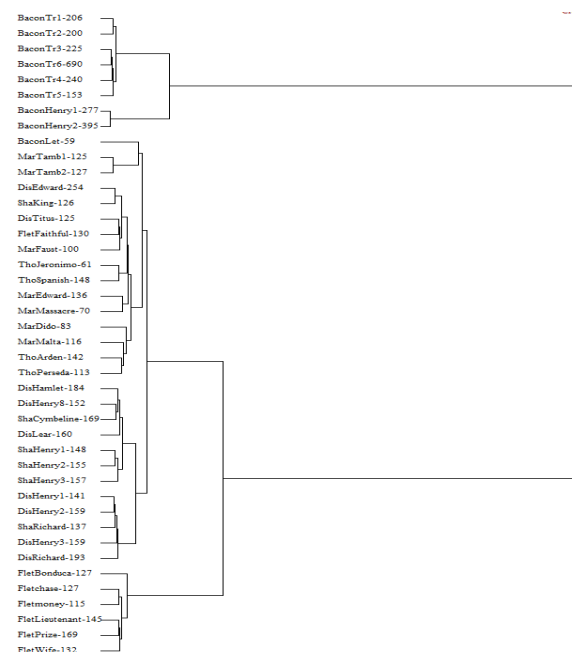 BaconTr1-206
BaconTr2-200
BaconTr3-225
BaconTr6-690
BaconTr4-240
BaconTr5-153
BaconHenry1-277
BaconHenry2-395
BaconLet-59
MarTamb1-125
MarTamb2-127
DisEdward-254
ShaKing-126
DisTitus-125
FletFaithful-130
MarFaust-100
ThoJeronimo-61
ThoSpanish-148
MarEdward-136
MarMassacre-70
MarDido-83
MarMalta-116
ThoArden-142
ThoPerseda-113
DisHamlet-184
DisHenry8-152
ShaCymbeline-169
DisLear-160
ShaHenry1-148
ShaHenry2-155
ShaHenry3-157
DisHenry1-141
DisHenry2-159
ShaRichard-137
DisHenry3-159
DisRichard-193
FletBonduca-127
Fletchase-127
Fletmoney-115
FletLieutenant-145
FletPrize-169
FletWife-132